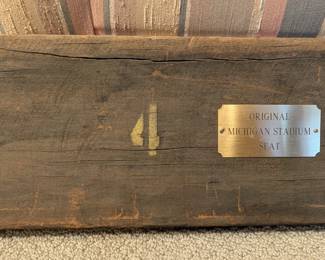 4
ORIGINAL
MICHIGAN STADIUM
SEAT